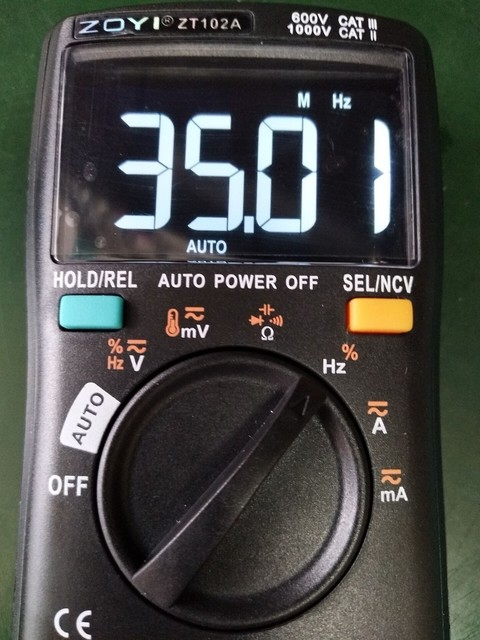 ZOYI® ZT102A
600V CAT III
1000V CAT II
M Hz
35.01
AUTO
HOLD/REL AUTO POWER OFF SEL/NCV
mV
Ω
% Hz V
Hz %
AUTO
A
OFF
mA
CE